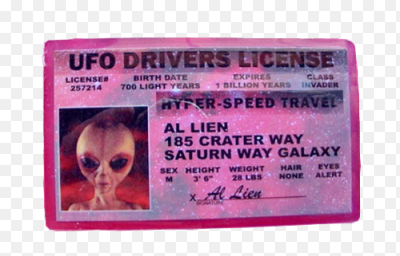 UFO DRIVERS LICENSE
LICENSE# BIRTH DATE EXPIRES CLASS
257214 700 LIGHT YEARS 1 BILLION YEARS INVADER
HYPER-SPEED TRAVEL
AL LIEN
185 CRATER WAY
SATURN WAY GALAXY
SEX HEIGHT WEIGHT HAIR EYES
M 3' 6" 28 LBS NONE ALERT
X Al Lien